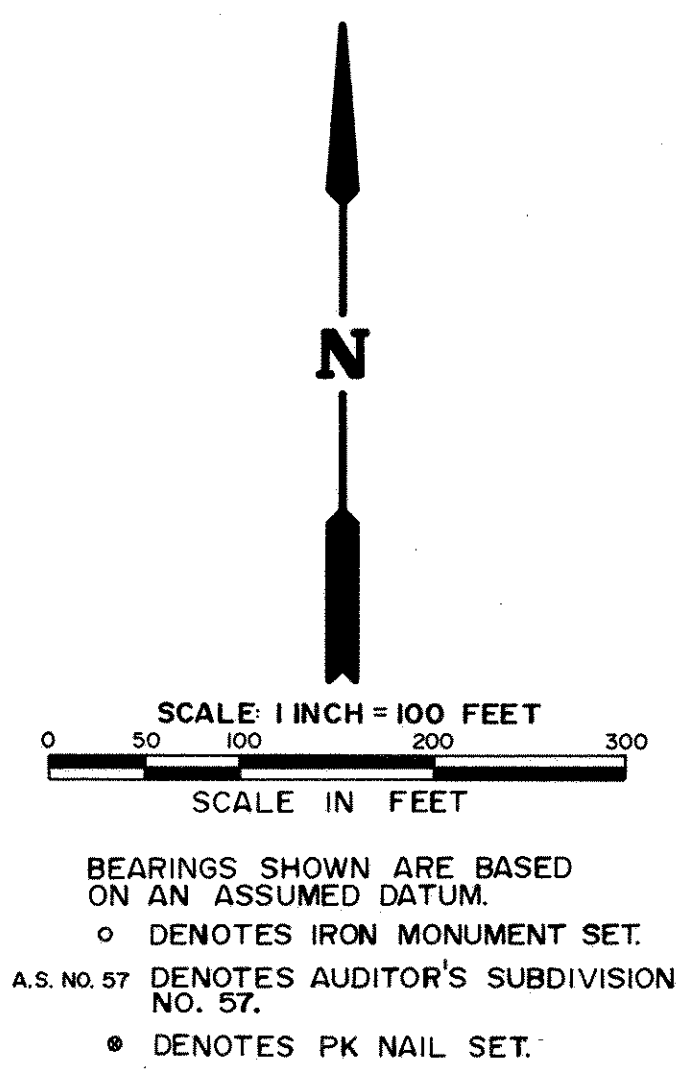 N
SCALE: 1 INCH = 100 FEET
0 50 100 200 300
SCALE IN FEET
BEARINGS SHOWN ARE BASED
ON AN ASSUMED DATUM.
DENOTES IRON MONUMENT SET.
A.S. NO. 57 DENOTES AUDITOR'S SUBDIVISION
NO. 57.
DENOTES PK NAIL SET.